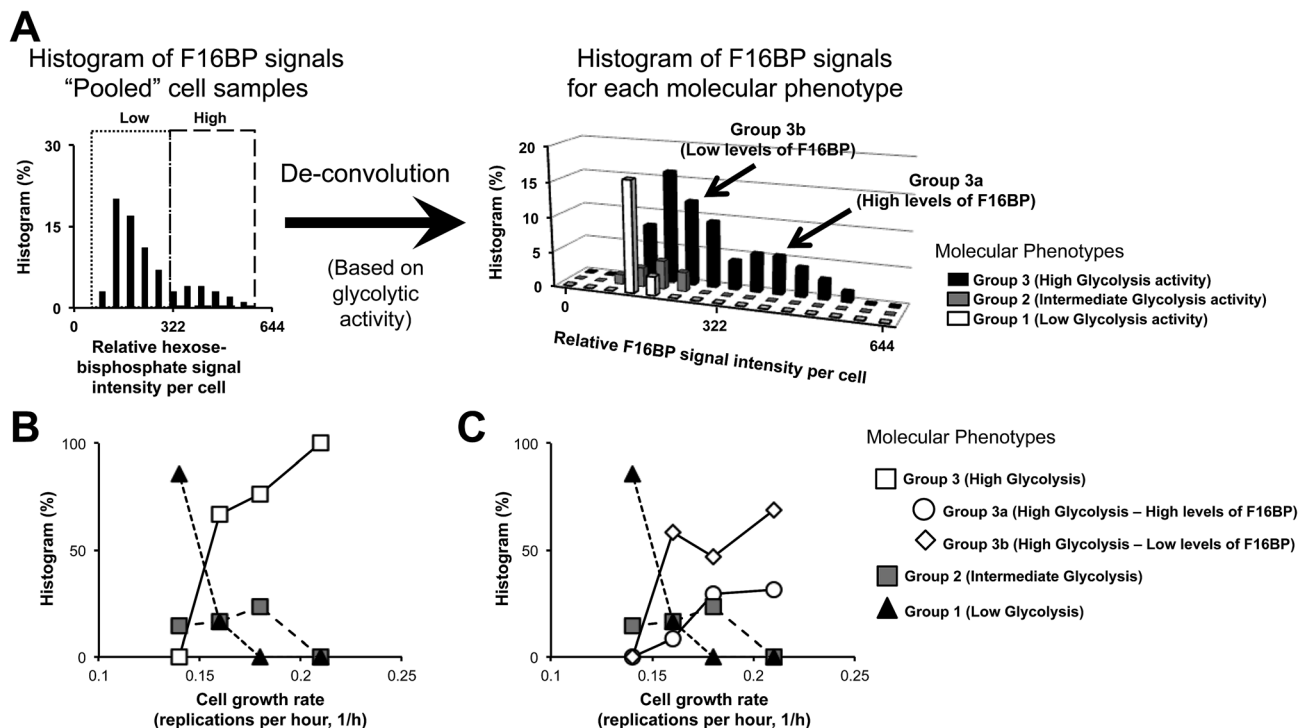 A
Histogram of F16BP signals
“Pooled” cell samples
Low
High
30
15
0
Histogram (%)
0
322
644
Relative hexose-
bisphosphate signal
intensity per cell
De-convolution
(Based on
glycolytic
activity)
Histogram of F16BP signals
for each molecular phenotype
Group 3b
(Low levels of F16BP)
Group 3a
(High levels of F16BP)
20
15
10
5
0
Histogram (%)
0
322
644
Relative F16BP signal intensity per cell
Molecular Phenotypes
Group 3 (High Glycolysis activity)
Group 2 (Intermediate Glycolysis activity)
Group 1 (Low Glycolysis activity)
B
100
50
0
Histogram (%)
0.1
0.15
0.2
0.25
Cell growth rate
(replications per hour, 1/h)
C
100
50
0
Histogram (%)
0.1
0.15
0.2
0.25
Cell growth rate
(replications per hour, 1/h)
Molecular Phenotypes
Group 3 (High Glycolysis)
Group 3a (High Glycolysis – High levels of F16BP)
Group 3b (High Glycolysis – Low levels of F16BP)
Group 2 (Intermediate Glycolysis)
Group 1 (Low Glycolysis)